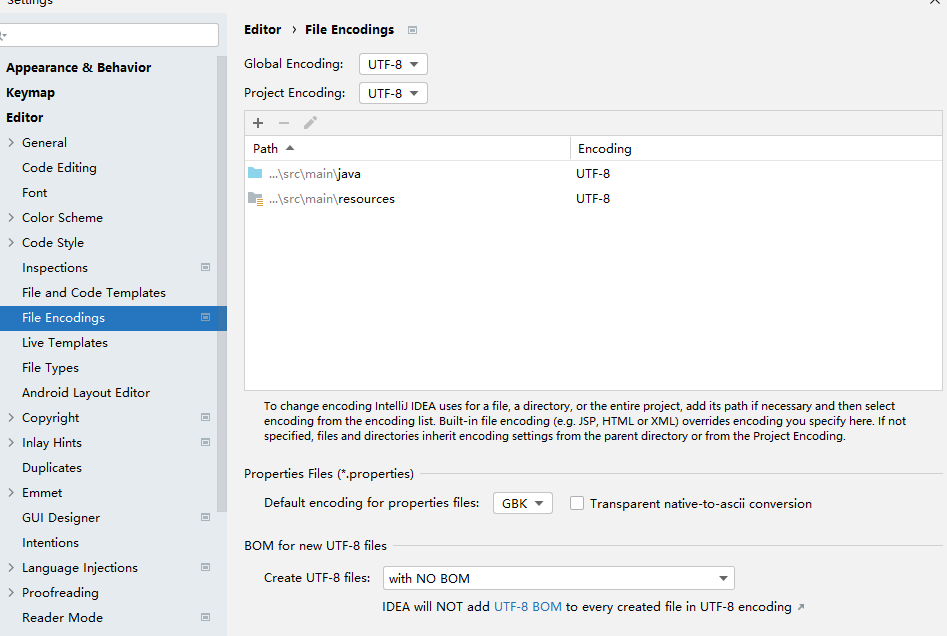 Settings
Appearance & Behavior
Keymap
Editor
General
Code Editing
Font
Color Scheme
Code Style
Inspections
File and Code Templates
File Encodings
Live Templates
File Types
Android Layout Editor
Copyright
Inlay Hints
Duplicates
Emmet
GUI Designer
Intentions
Language Injections
Proofreading
Reader Mode
Editor › File Encodings
Global Encoding: UTF-8
Project Encoding: UTF-8
Path Encoding
...\src\main\java UTF-8
...\src\main\resources UTF-8
To change encoding IntelliJ IDEA uses for a file, a directory, or the entire project, add its path if necessary and then select
encoding from the encoding list. Built-in file encoding (e.g. JSP, HTML or XML) overrides encoding you specify here. If not
specified, files and directories inherit encoding settings from the parent directory or from the Project Encoding.
Properties Files (*.properties)
Default encoding for properties files: GBK Transparent native-to-ascii conversion
BOM for new UTF-8 files
Create UTF-8 files: with NO BOM
IDEA will NOT add UTF-8 BOM to every created file in UTF-8 encoding ↗